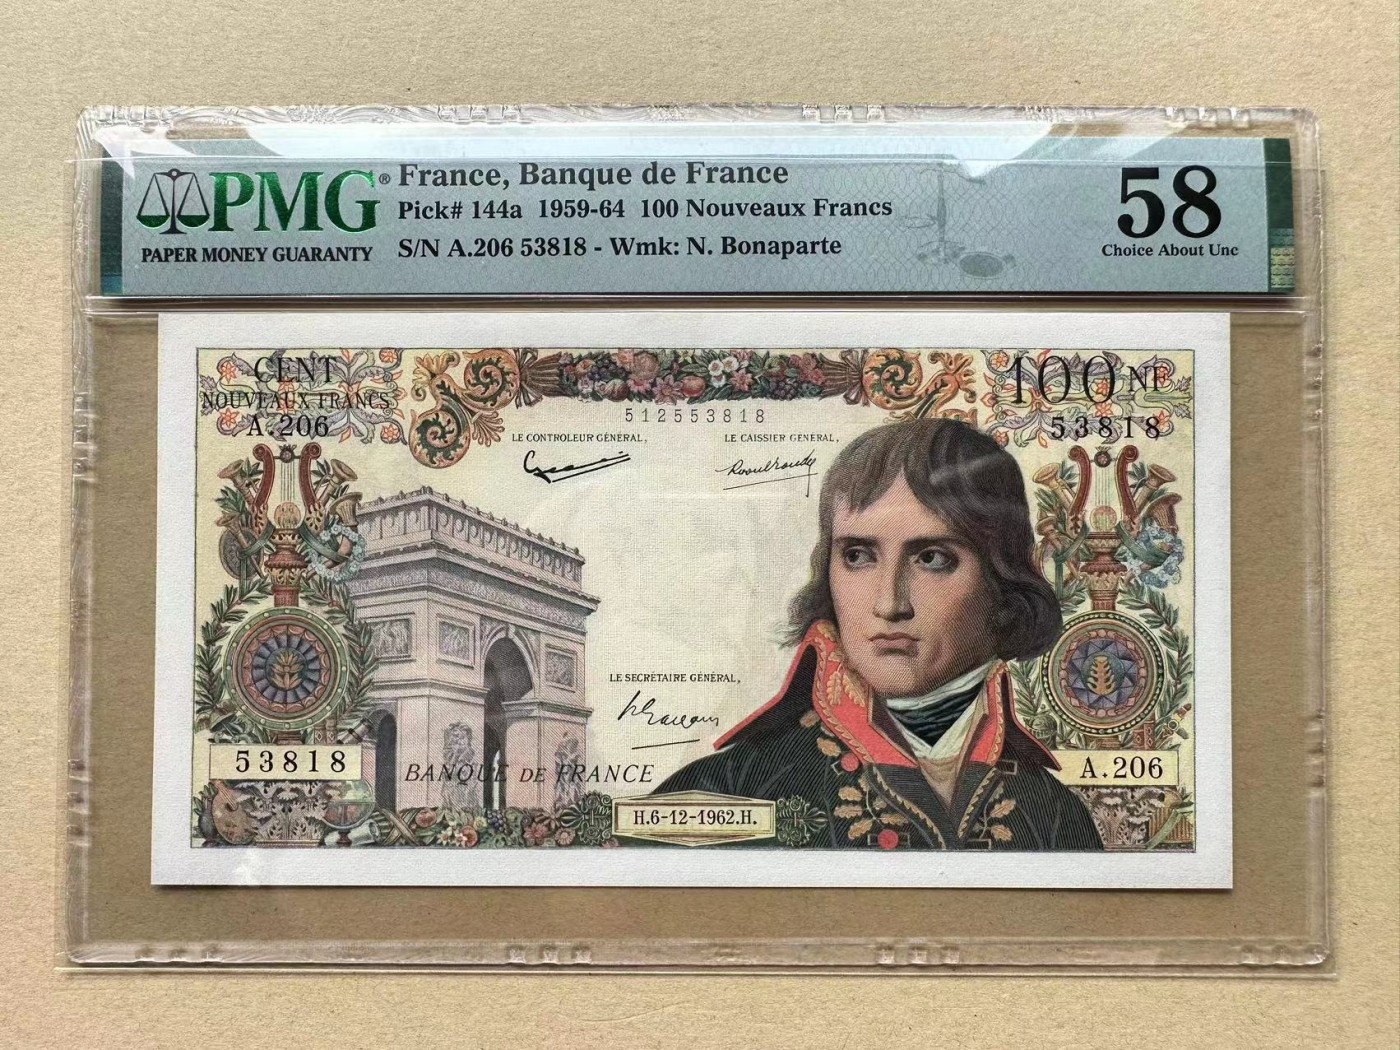 PMG®
PAPER MONEY GUARANTY
France, Banque de France
Pick# 144a 1959-64 100 Nouveaux Francs
S/N A.206 53818 - Wmk: N. Bonaparte
58
Choice About Unc
CENT
NOUVEAUX FRANCS
A.206
512553818
100 NF
53818
LE CONTROLEUR GÉNÉRAL,
LE CAISSIER GÉNÉRAL,
LE SECRÉTAIRE GÉNÉRAL,
53818
BANQUE DE FRANCE
A.206
H.6-12-1962.H.